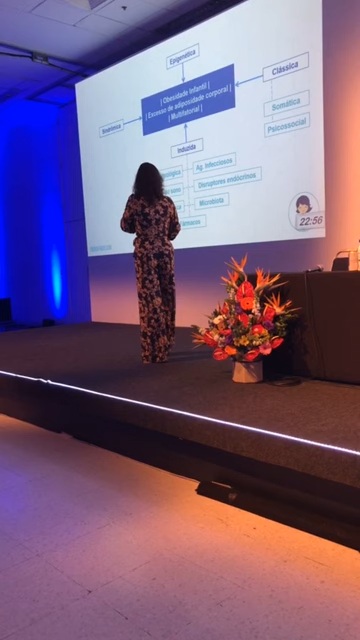 Epigenética
Clássica
| Obesidade Infantil |
| Excesso de adiposidade corporal |
| Multifatorial |
Somática
Psicossocial
Induzida
Ag. Infecciosos
Disruptores endócrinos
Microbiota
22:56